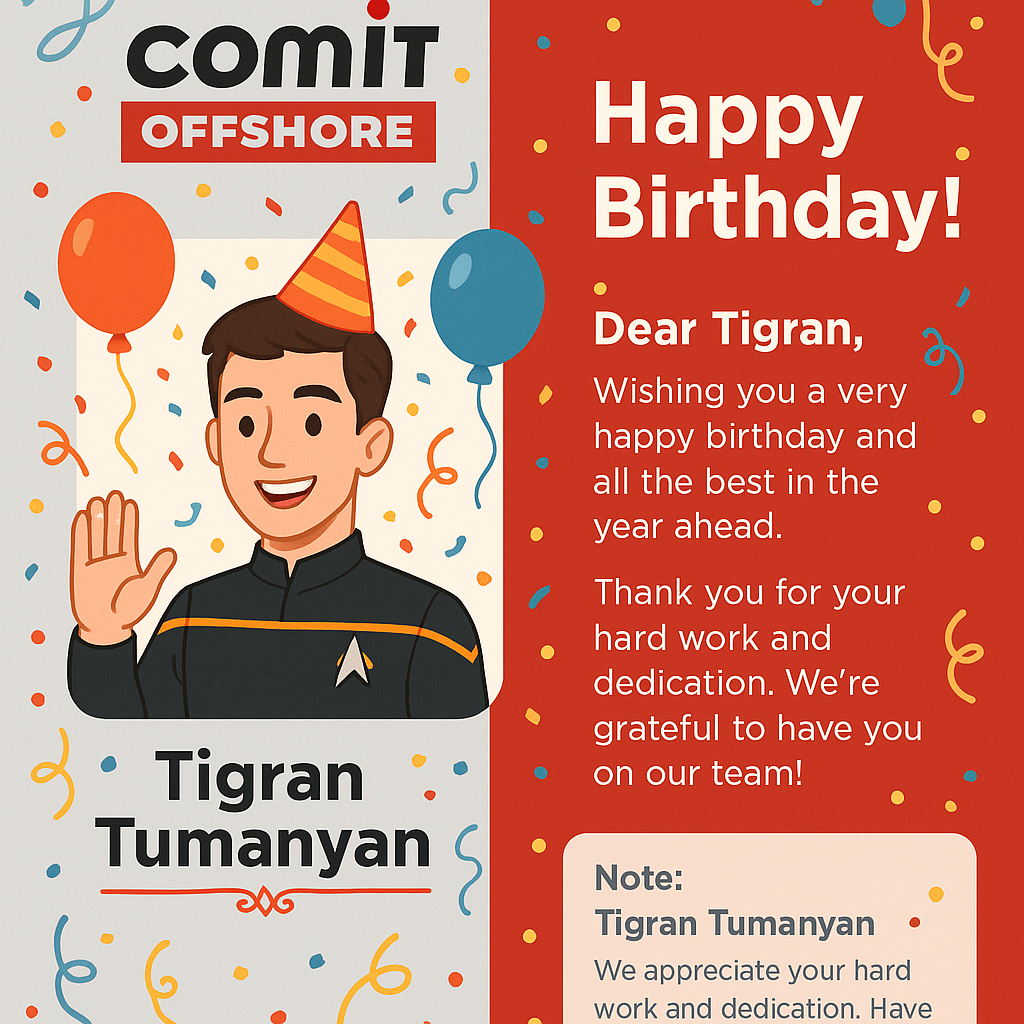 comit
OFFSHORE
Tigran
Tumanyan
Happy
Birthday!
Dear Tigran,
Wishing you a very
happy birthday and
all the best in the
year ahead.
Thank you for your
hard work and
dedication. We're
grateful to have you
on our team!
Note:
Tigran Tumanyan
We appreciate your hard
work and dedication. Have